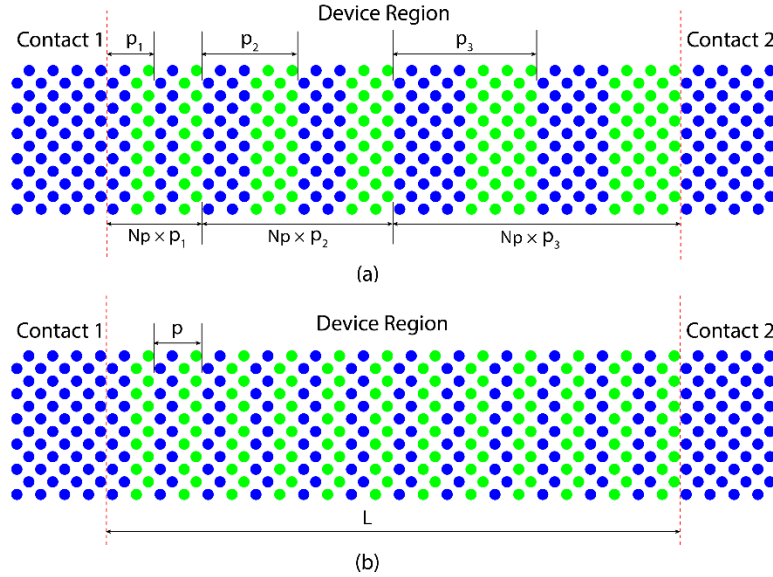 Device Region
Contact 1
p1
p2
p3
Contact 2
Np × p1
Np × p2
Np × p3
(a)
Contact 1
p
Device Region
Contact 2
L
(b)